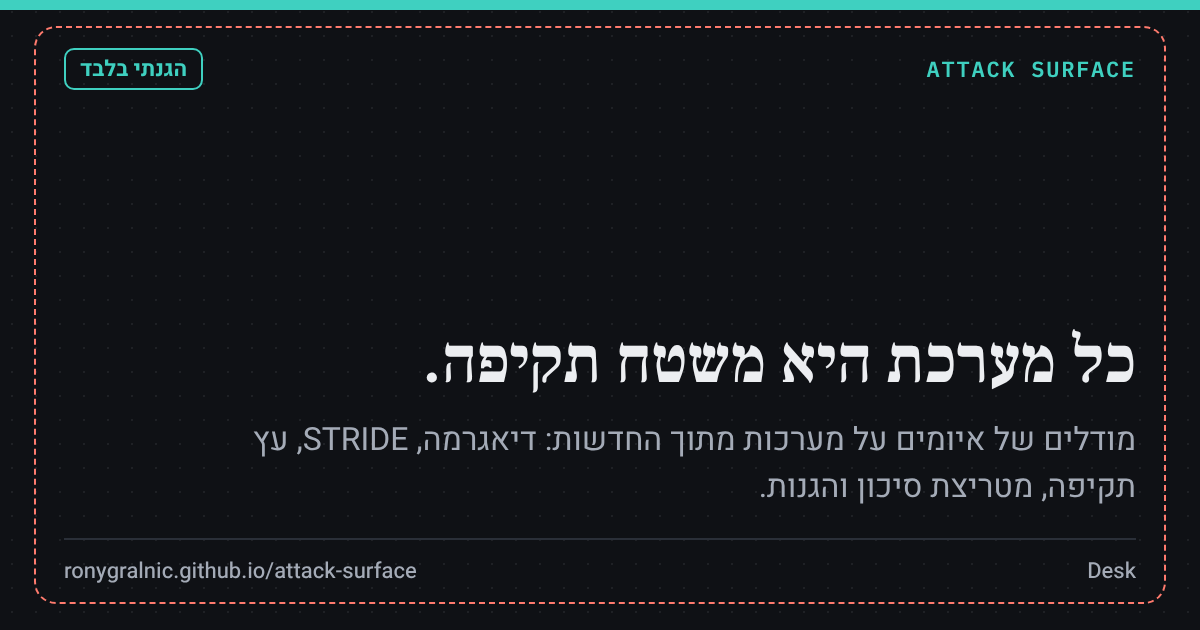 ATTACK SURFACE
הגנתי בלבד
כל מערכת היא משטח תקיפה.
מודלים של איומים על מערכות מתוך החדשות: דיאגרמה, STRIDE, עץ
תקיפה, מטריצת סיכון והגנות.
Desk
ronygralnic.github.io/attack-surface